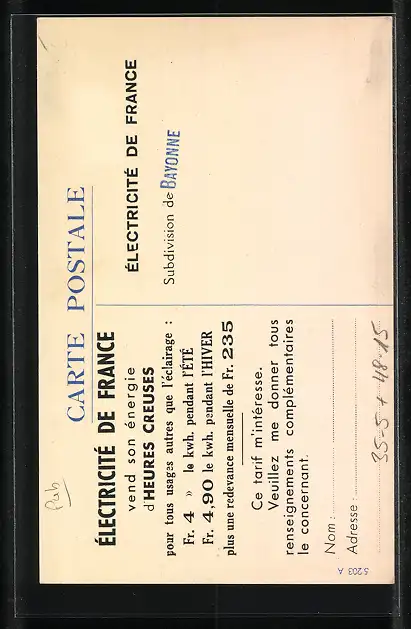 Pub
CARTE POSTALE
ÉLECTRICITÉ DE FRANCE
vend son énergie
d'HEURES CREUSES
pour tous usages autres que l'éclairage :
Fr. 4 » le kwh. pendant l'ÉTÉ
Fr. 4,90 le kwh. pendant l'HIVER
plus une redevance mensuelle de Fr. 235
Ce tarif m'intéresse.
Veuillez me donner tous
renseignements complémentaires
le concernant.
Nom :
Adresse :
35-5 + 48-15
5203 A
ÉLECTRICITÉ DE FRANCE
Subdivision de BAYONNE